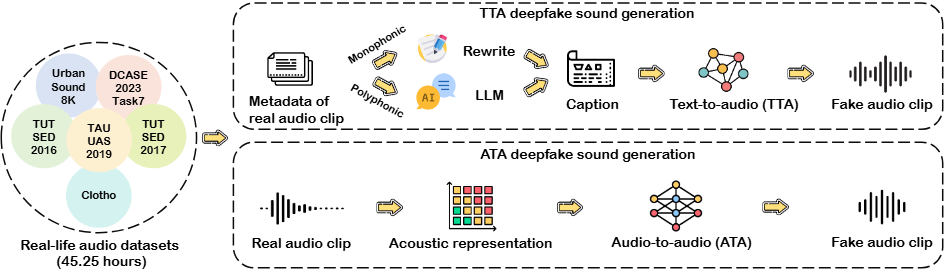 Urban
Sound
8K
DCASE
2023
Task7
TUT
SED
2016
TAU
UAS
2019
TUT
SED
2017
Clotho
Real-life audio datasets
(45.25 hours)
TTA deepfake sound generation
Metadata of
real audio clip
Monophonic
Polyphonic
Rewrite
AI
LLM
Caption
Text-to-audio (TTA)
Fake audio clip
ATA deepfake sound generation
Real audio clip
Acoustic representation
Audio-to-audio (ATA)
Fake audio clip